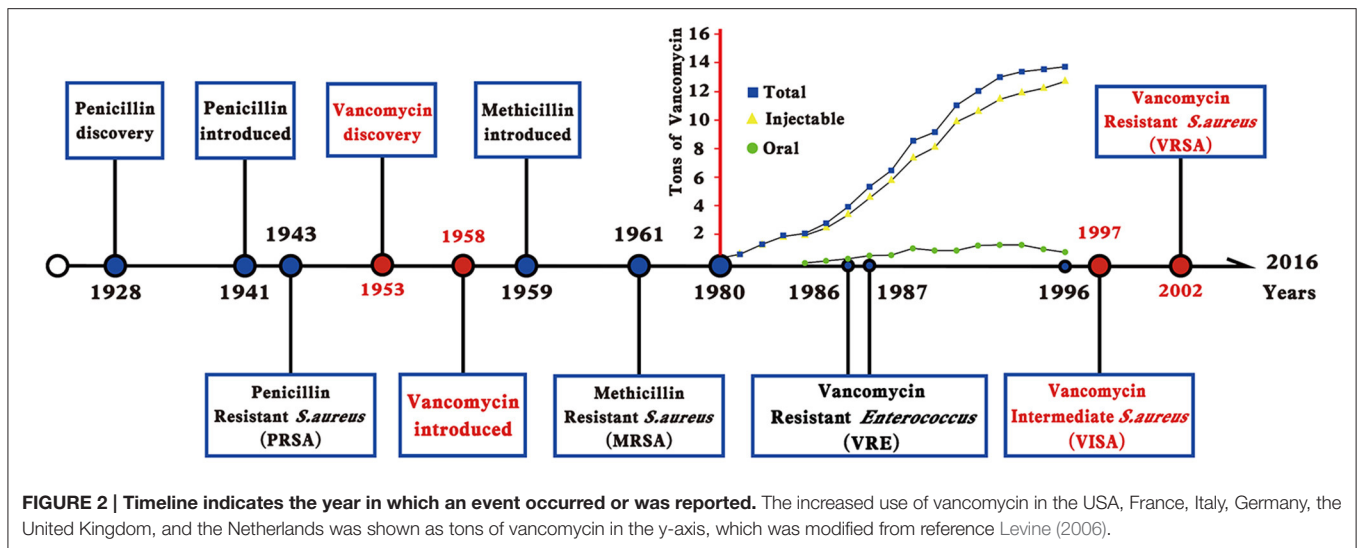 Penicillin
discovery
Penicillin
introduced
Vancomycin
discovery
Methicillin
introduced
Tons of Vancomycin
16
14
12
10
8
6
4
2
Total
Injectable
Oral
Vancomycin
Resistant S.aureus
(VRSA)
1943
1958
1961
1997
1928
1941
1953
1959
1980
1986
1987
1996
2002
2016
Years
Penicillin
Resistant S.aureus
(PRSA)
Vancomycin
introduced
Methicillin
Resistant S.aureus
(MRSA)
Vancomycin
Resistant Enterococcus
(VRE)
Vancomycin
Intermediate S.aureus
(VISA)
FIGURE 2 | Timeline indicates the year in which an event occurred or was reported. The increased use of vancomycin in the USA, France, Italy, Germany, the
United Kingdom, and the Netherlands was shown as tons of vancomycin in the y-axis, which was modified from reference Levine (2006).